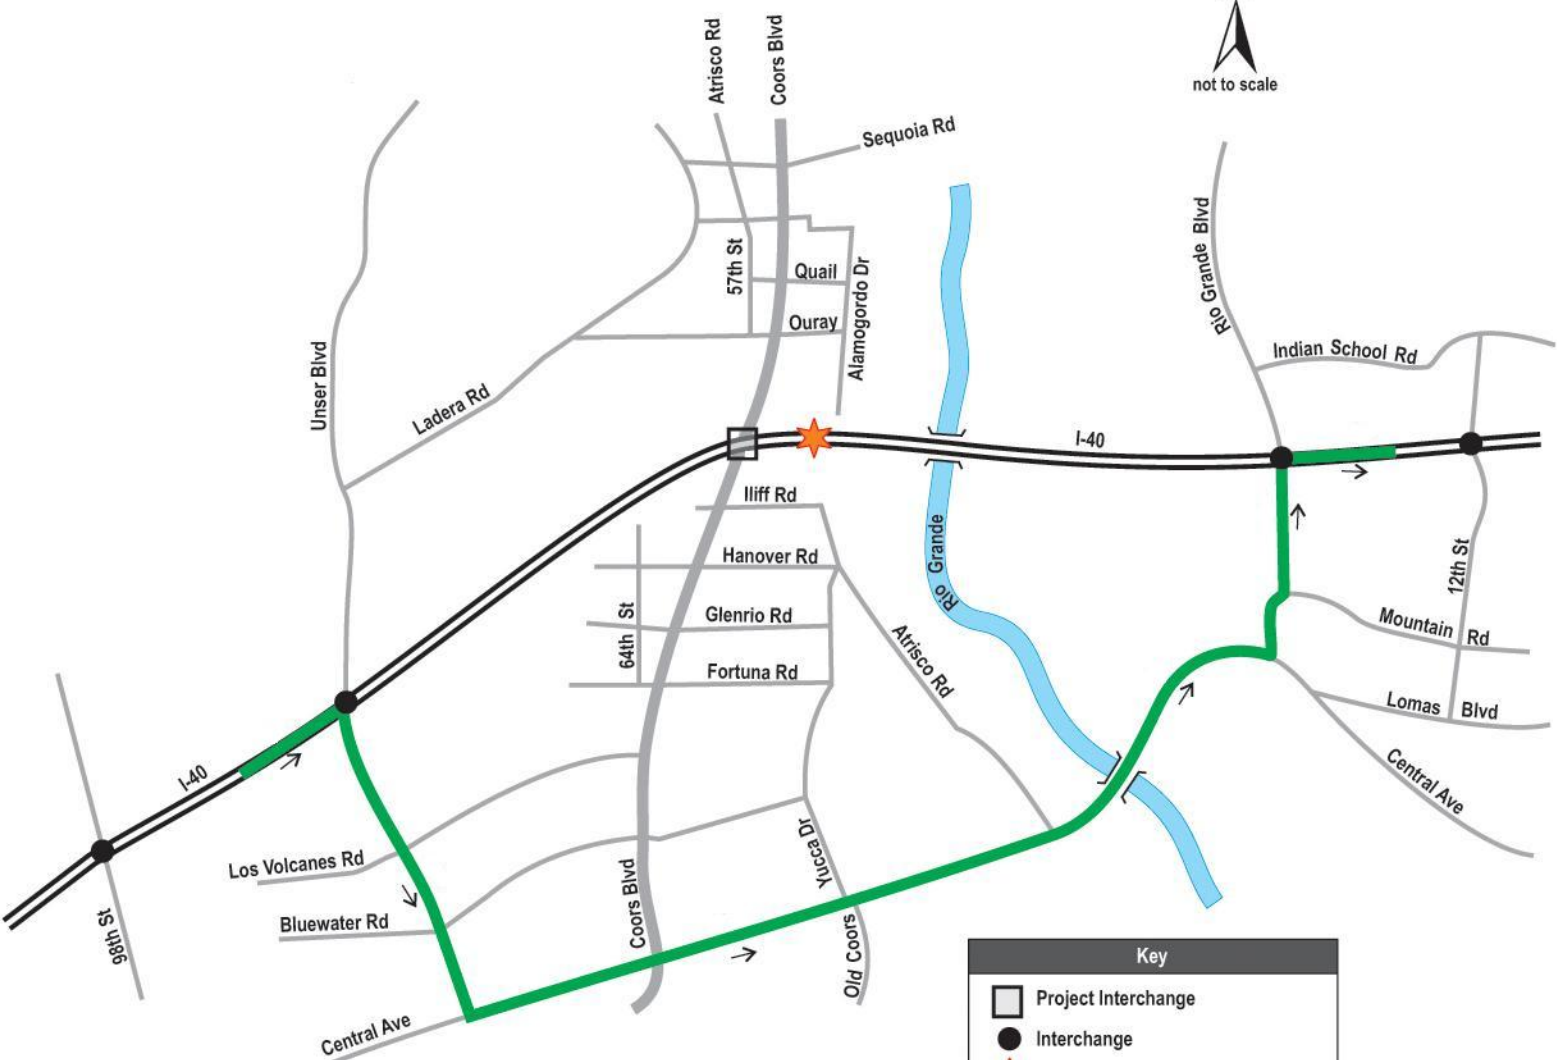 Atrisco Rd
Coors Blvd
not to scale
Sequoia Rd
Rio Grande Blvd
57th St
Quail
Alamogordo Dr
Ouray
Unser Blvd
Ladera Rd
Indian School Rd
I-40
Iliff Rd
Rio Grande
Hanover Rd
12th St
64th St
Glenrio Rd
Mountain Rd
Atrisco Rd
Fortuna Rd
Lomas Blvd
I-40
Central Ave
Los Volcanes Rd
Yucca Dr
Coors Blvd
Bluewater Rd
98th St
Old Coors
Central Ave
Key
Project Interchange
Interchange